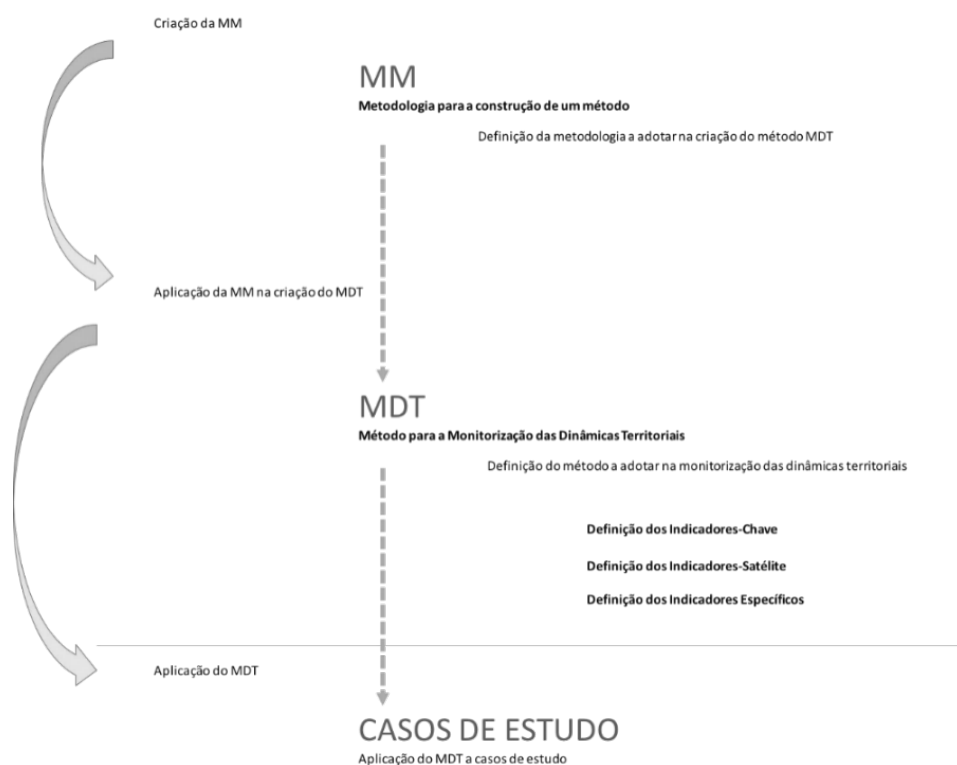 Criação da MM
MM
Metodologia para a construção de um método
Definição da metodologia a adotar na criação do método MDT
Aplicação da MM na criação do MDT
MDT
Método para a Monitorização das Dinâmicas Territoriais
Definição do método a adotar na monitorização das dinâmicas territoriais
Definição dos Indicadores-Chave
Definição dos Indicadores-Satélite
Definição dos Indicadores Específicos
Aplicação do MDT
CASOS DE ESTUDO
Aplicação do MDT a casos de estudo